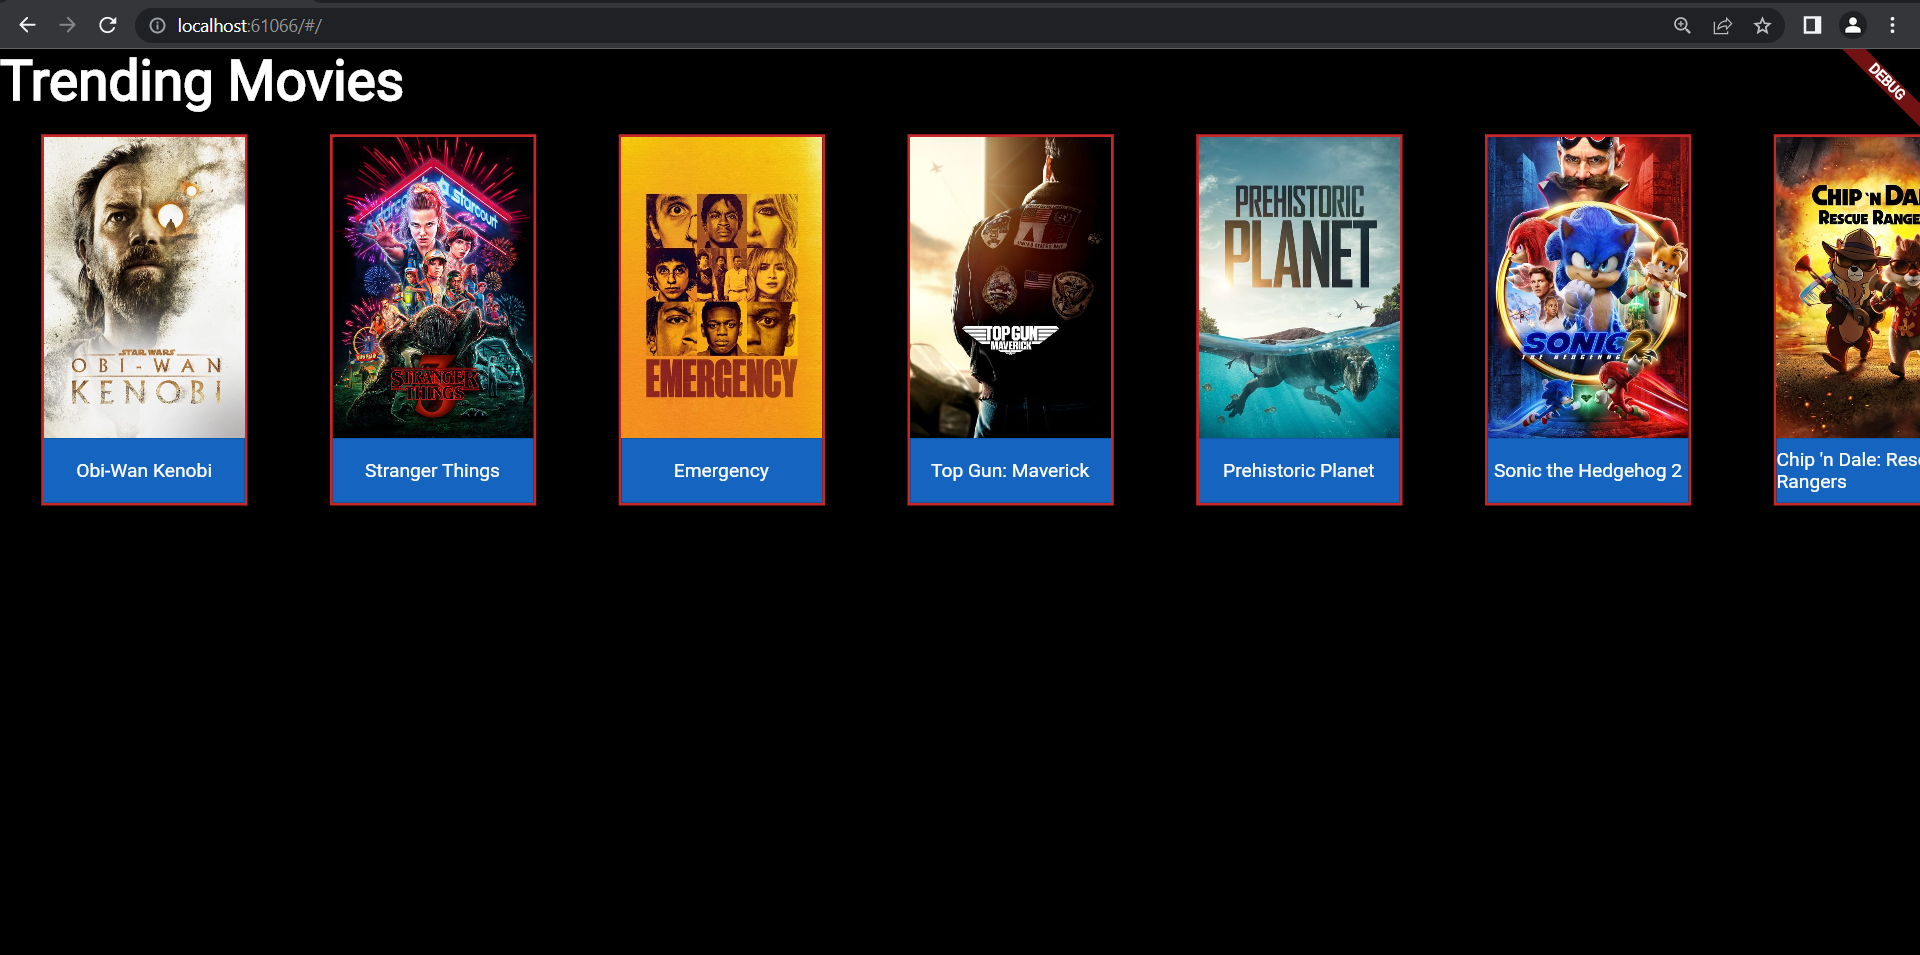 localhost:61066/#/
Trending Movies
DEBUG
STAR WARS
OBI-WAN
KENOBI
Obi-Wan Kenobi
starcourt
STRANGER
THINGS
3
Stranger Things
EMERGENCY
Emergency
TOP GUN
MAVERICK
Top Gun: Maverick
PREHISTORIC
PLANET
Prehistoric Planet
SONIC 2
THE HEDGEHOG
Sonic the Hedgehog 2
CHIP 'N DA
RESCUE RANGE
Chip 'n Dale: Res
Rangers